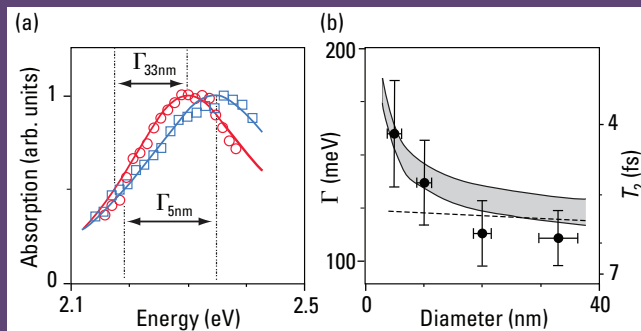 (a)
Absorption (arb. units)
1
0
Γ33nm
Γ5nm
2.1
2.5
Energy (eV)
(b)
200
100
Γ (meV)
4
7
T2 (fs)
0
40
Diameter (nm)